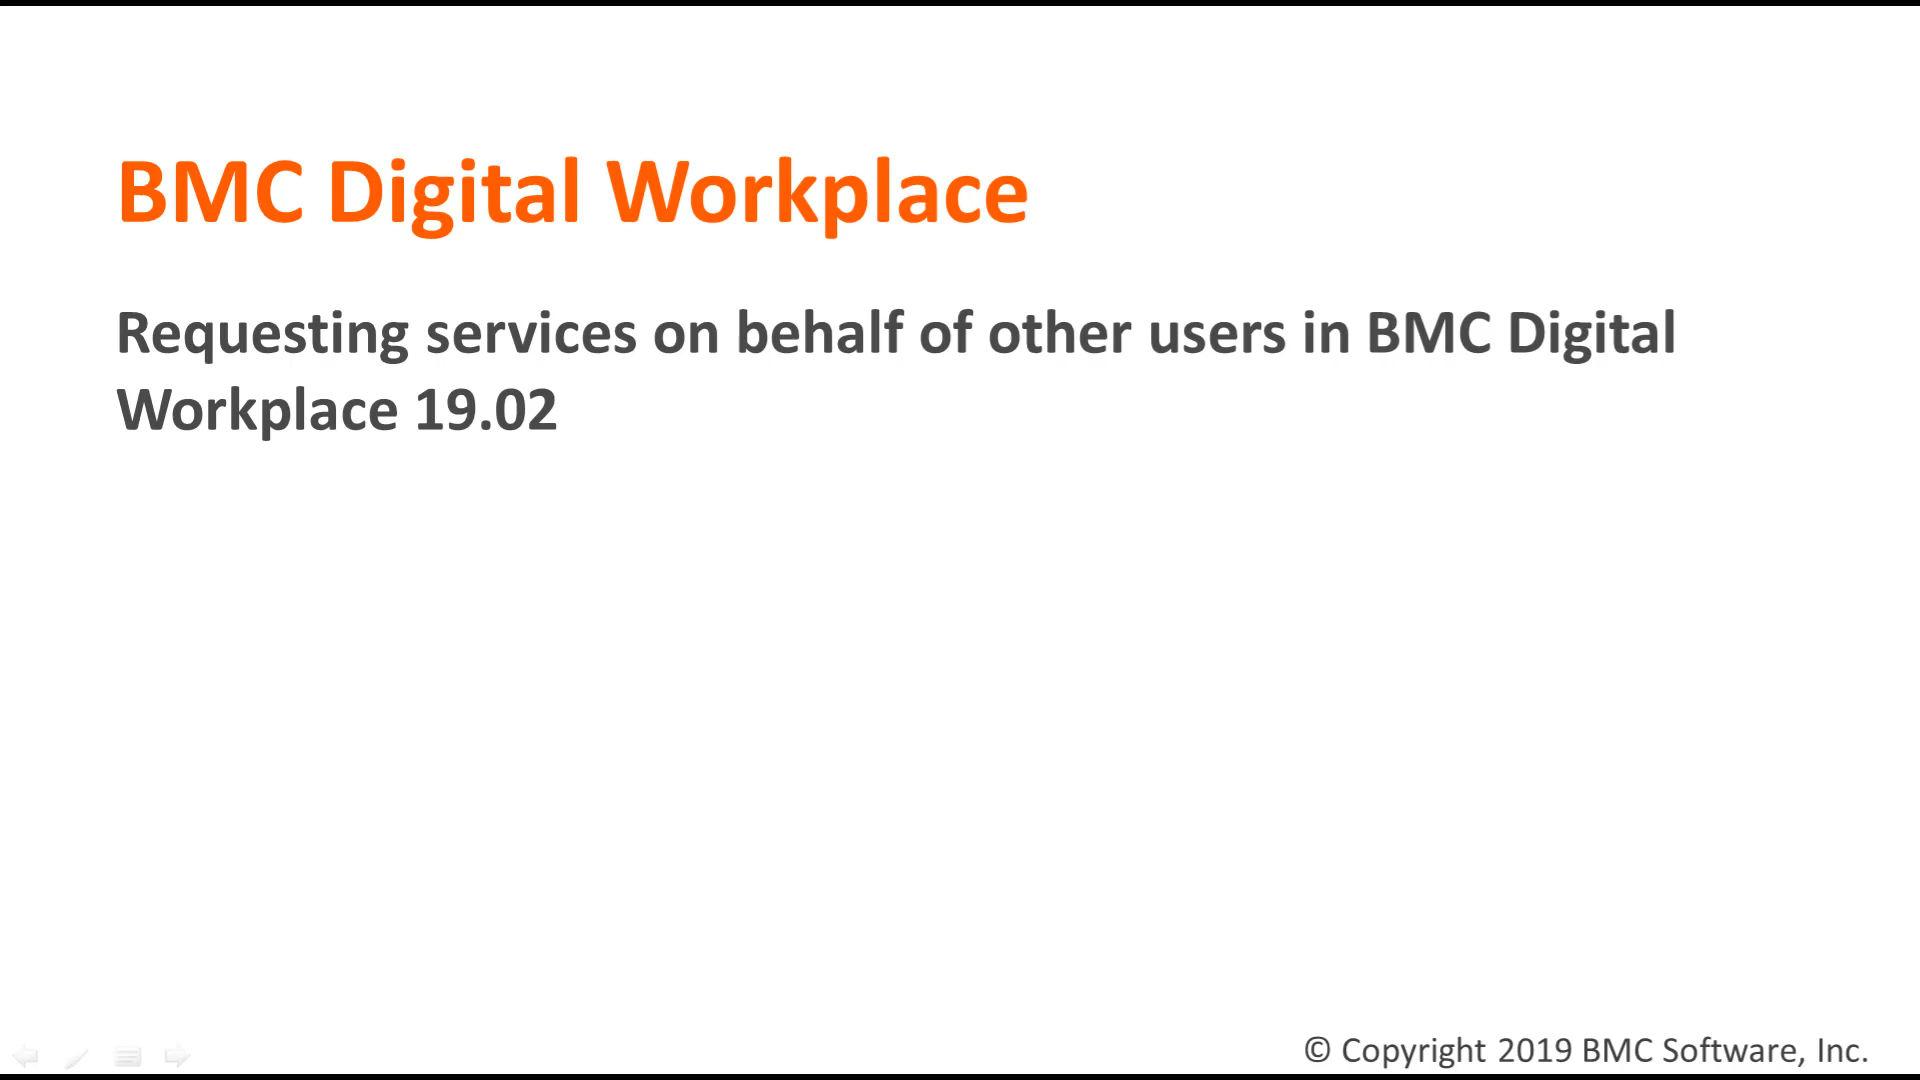 BMC Digital Workplace
Requesting services on behalf of other users in BMC Digital
Workplace 19.02
© Copyright 2019 BMC Software, Inc.